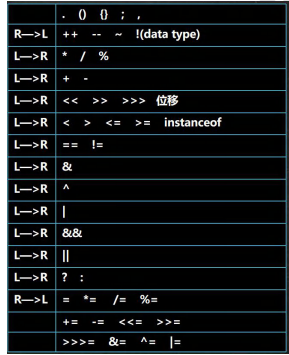 . () {} ; ,
R—>L ++ -- ~ !(data type)
L—>R * / %
L—>R + -
L—>R << >> >>> 位移
L—>R < > <= >= instanceof
L—>R == !=
L—>R &
L—>R ^
L—>R |
L—>R &&
L—>R ||
L—>R ? :
R—>L = *= /= %=
+= -= <<= >>=
>>>= &= ^= |=